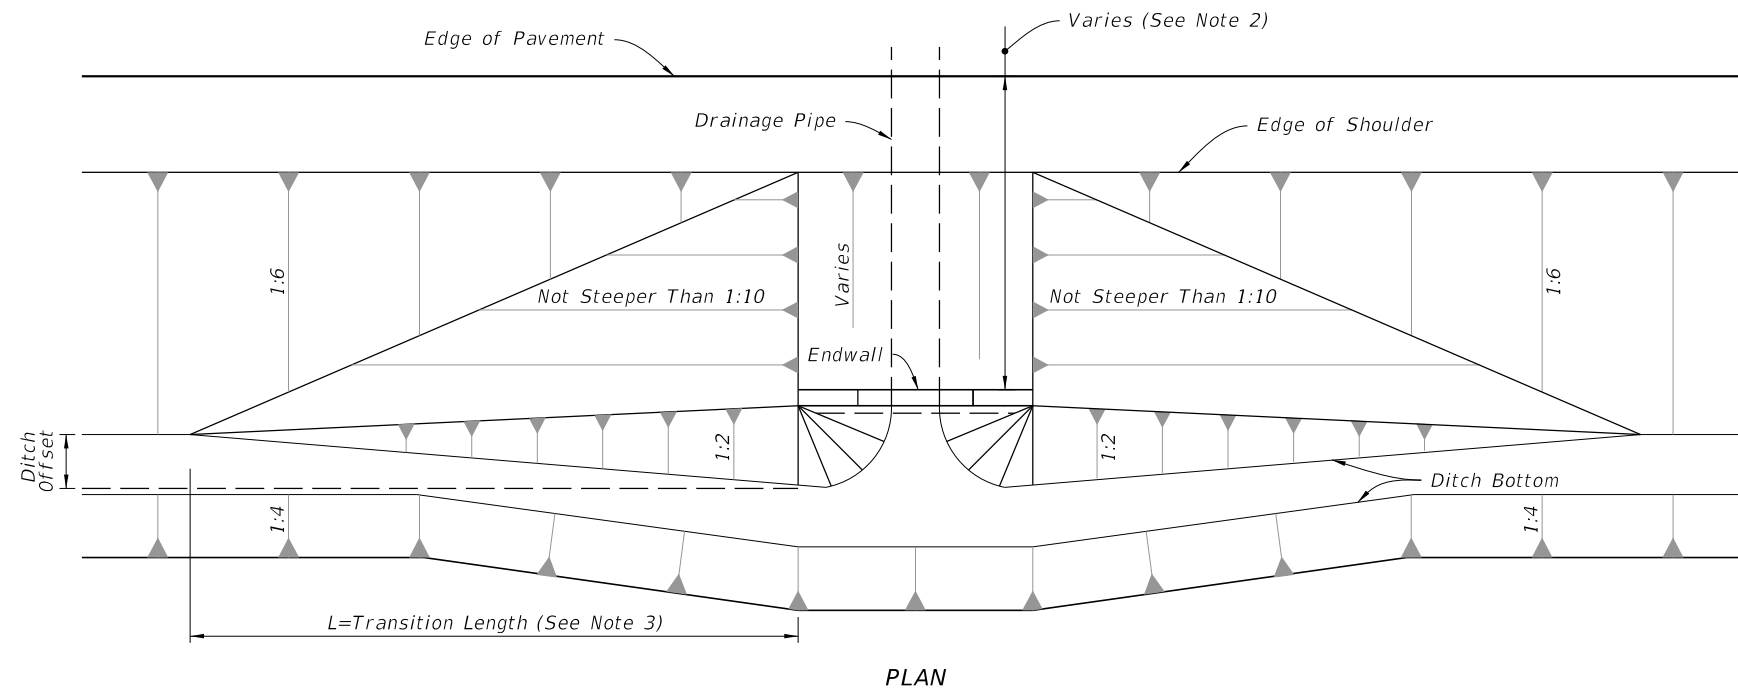 Varies (See Note 2)
Edge of Pavement
Drainage Pipe
Edge of Shoulder
1:6
Not Steeper Than 1:10
Varies
Not Steeper Than 1:10
1:6
Endwall
Ditch
Offset
1:2
1:2
Ditch Bottom
1:4
1:4
L=Transition Length (See Note 3)
PLAN